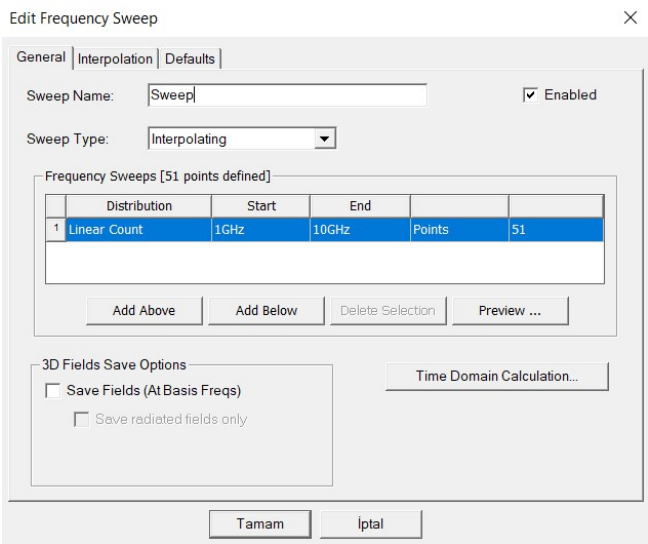 Edit Frequency Sweep
General Interpolation Defaults
Sweep Name: Sweep Enabled
Sweep Type: Interpolating
Frequency Sweeps [51 points defined]
Distribution Start End
1 Linear Count 1GHz 10GHz Points 51
Add Above Add Below Delete Selection Preview ...
3D Fields Save Options
Save Fields (At Basis Freqs)
Save radiated fields only
Time Domain Calculation...
Tamam İptal